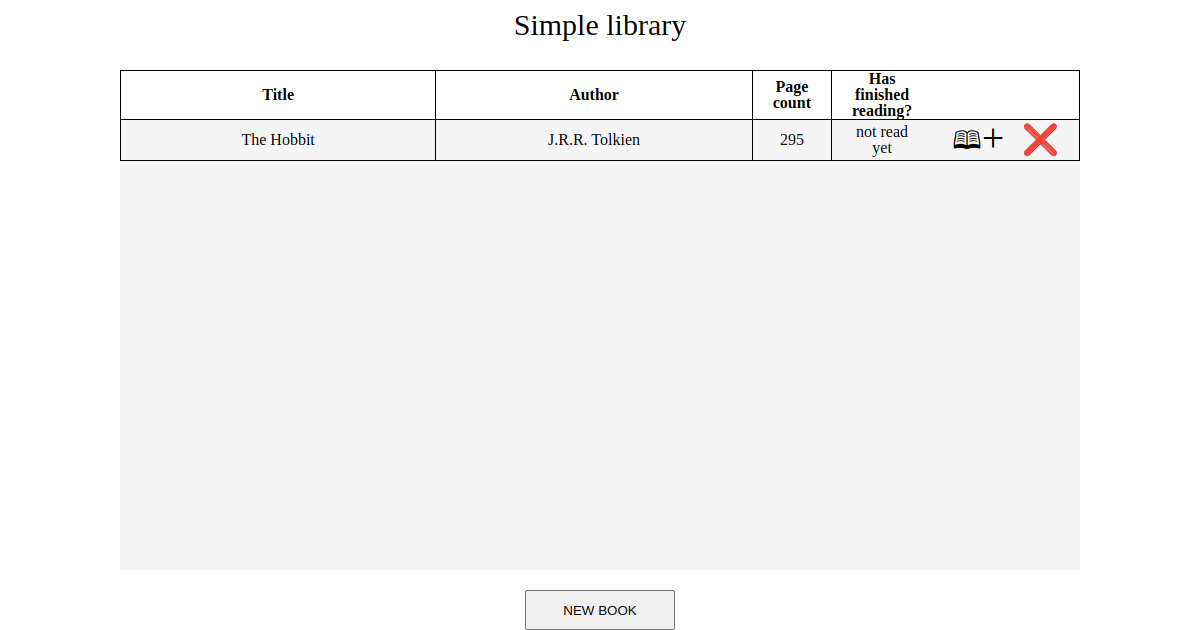 Simple library
Title
Author
Page
count
Has
finished
reading?
The Hobbit
J.R.R. Tolkien
295
not read
yet
NEW BOOK